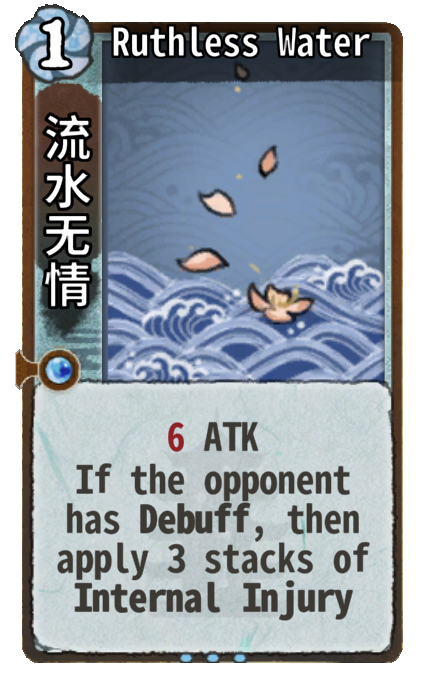 1
Ruthless Water
流水无情
6 ATK
If the opponent
has Debuff, then
apply 3 stacks of
Internal Injury